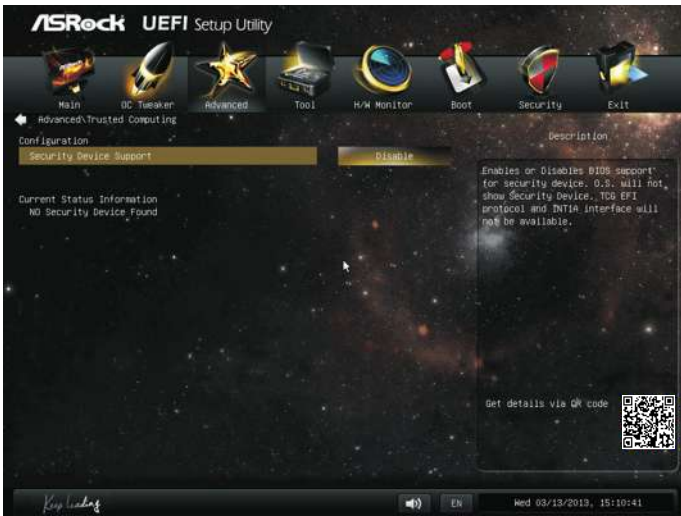 ASRock UEFI Setup Utility
Main OC Tweaker Advanced Tool H/W Monitor Boot Security Exit
Advanced\Trusted Computing
Configuration
Security Device Support Disable
Current Status Information
NO Security Device Found
Description
Enables or Disables BIOS support
for security device. O.S. will not
show Security Device. TCG EFI
protocol and INT1A interface will
not be available.
Get details via QR code
Keep Leading
EN Wed 03/13/2013, 15:10:41